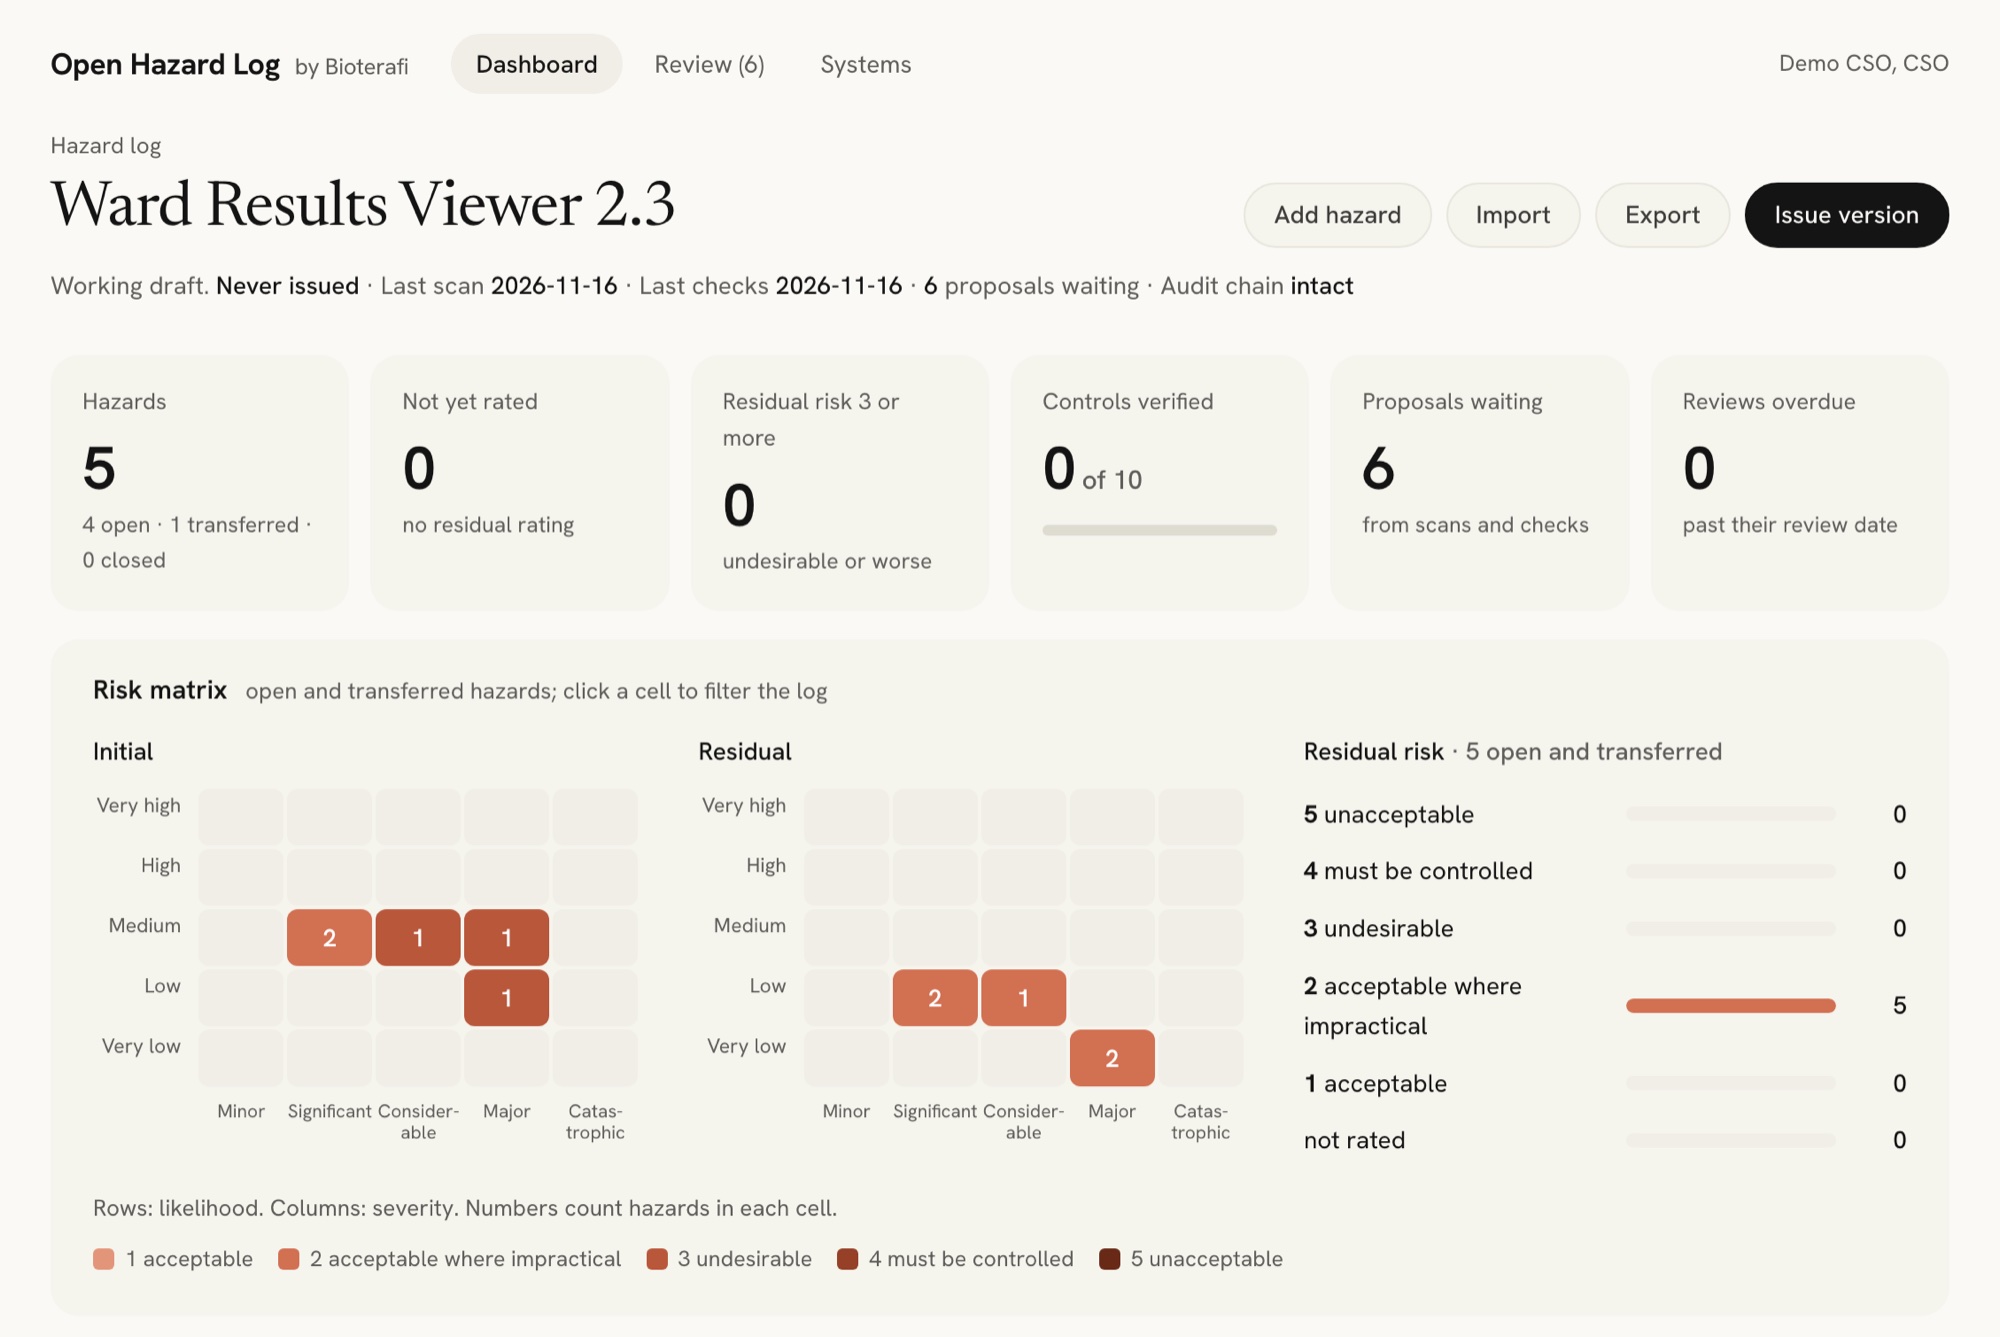 Open Hazard Log by Bioterafi Dashboard Review (6) Systems Demo CSO, CSO
Hazard log
Ward Results Viewer 2.3 Add hazard Import Export Issue version
Working draft. Never issued · Last scan 2026-11-16 · Last checks 2026-11-16 · 6 proposals waiting · Audit chain intact
Hazards
5
4 open · 1 transferred ·
0 closed
Not yet rated
0
no residual rating
Residual risk 3 or
more
0
undesirable or worse
Controls verified
0 of 10
Proposals waiting
6
from scans and checks
Reviews overdue
0
past their review date
Risk matrix open and transferred hazards; click a cell to filter the log
Initial
Very high
High
Medium 2 1 1
Low 1
Very low
Minor Significant Consider- Major Catas-
able trophic
Residual
Very high
High
Medium
Low 2 1
Very low 2
Minor Significant Consider- Major Catas-
able trophic
Residual risk · 5 open and transferred
5 unacceptable 0
4 must be controlled 0
3 undesirable 0
2 acceptable where
impractical 5
1 acceptable 0
not rated 0
Rows: likelihood. Columns: severity. Numbers count hazards in each cell.
1 acceptable 2 acceptable where impractical 3 undesirable 4 must be controlled 5 unacceptable